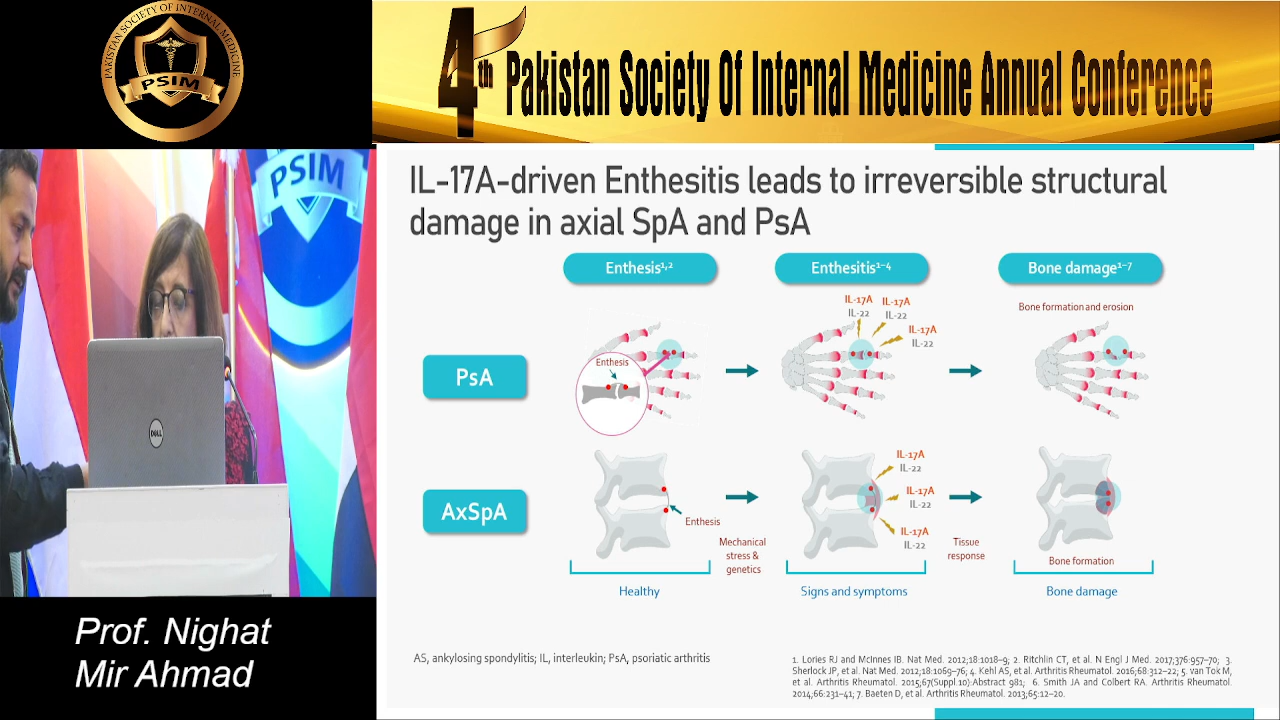 PAKISTAN SOCIETY OF INTERNAL MEDICINE
PSIM
4th Pakistan Society Of Internal Medicine Annual Conference
PSIM
DELL
Prof. Nighat
Mir Ahmad
IL-17A-driven Enthesitis leads to irreversible structural
damage in axial SpA and PsA
Enthesis¹,²
Enthesitis¹⁻⁴
Bone damage¹⁻⁷
PsA
Enthesis
IL-17A
IL-22
IL-17A
IL-22
IL-17A
IL-22
Bone formation and erosion
AxSpA
Enthesis
Mechanical
stress &
genetics
IL-17A
IL-22
IL-17A
IL-22
IL-17A
IL-22
Tissue
response
Bone formation
Healthy
Signs and symptoms
Bone damage
AS, ankylosing spondylitis; IL, interleukin; PsA, psoriatic arthritis
1. Lories RJ and McInnes IB. Nat Med. 2012;18:1018–9; 2. Ritchlin CT, et al. N Engl J Med. 2017;376:957–70; 3.
Sherlock JP, et al. Nat Med. 2012;18:1069–76; 4. Kehl AS, et al. Arthritis Rheumatol. 2016;68:312–22; 5. van Tok M,
et al. Arthritis Rheumatol. 2015;67(Suppl 10):Abstract 981; 6. Smith JA and Colbert RA. Arthritis Rheumatol.
2014;66:231–41; 7. Baeten D, et al. Arthritis Rheumatol. 2013;65:12–20.